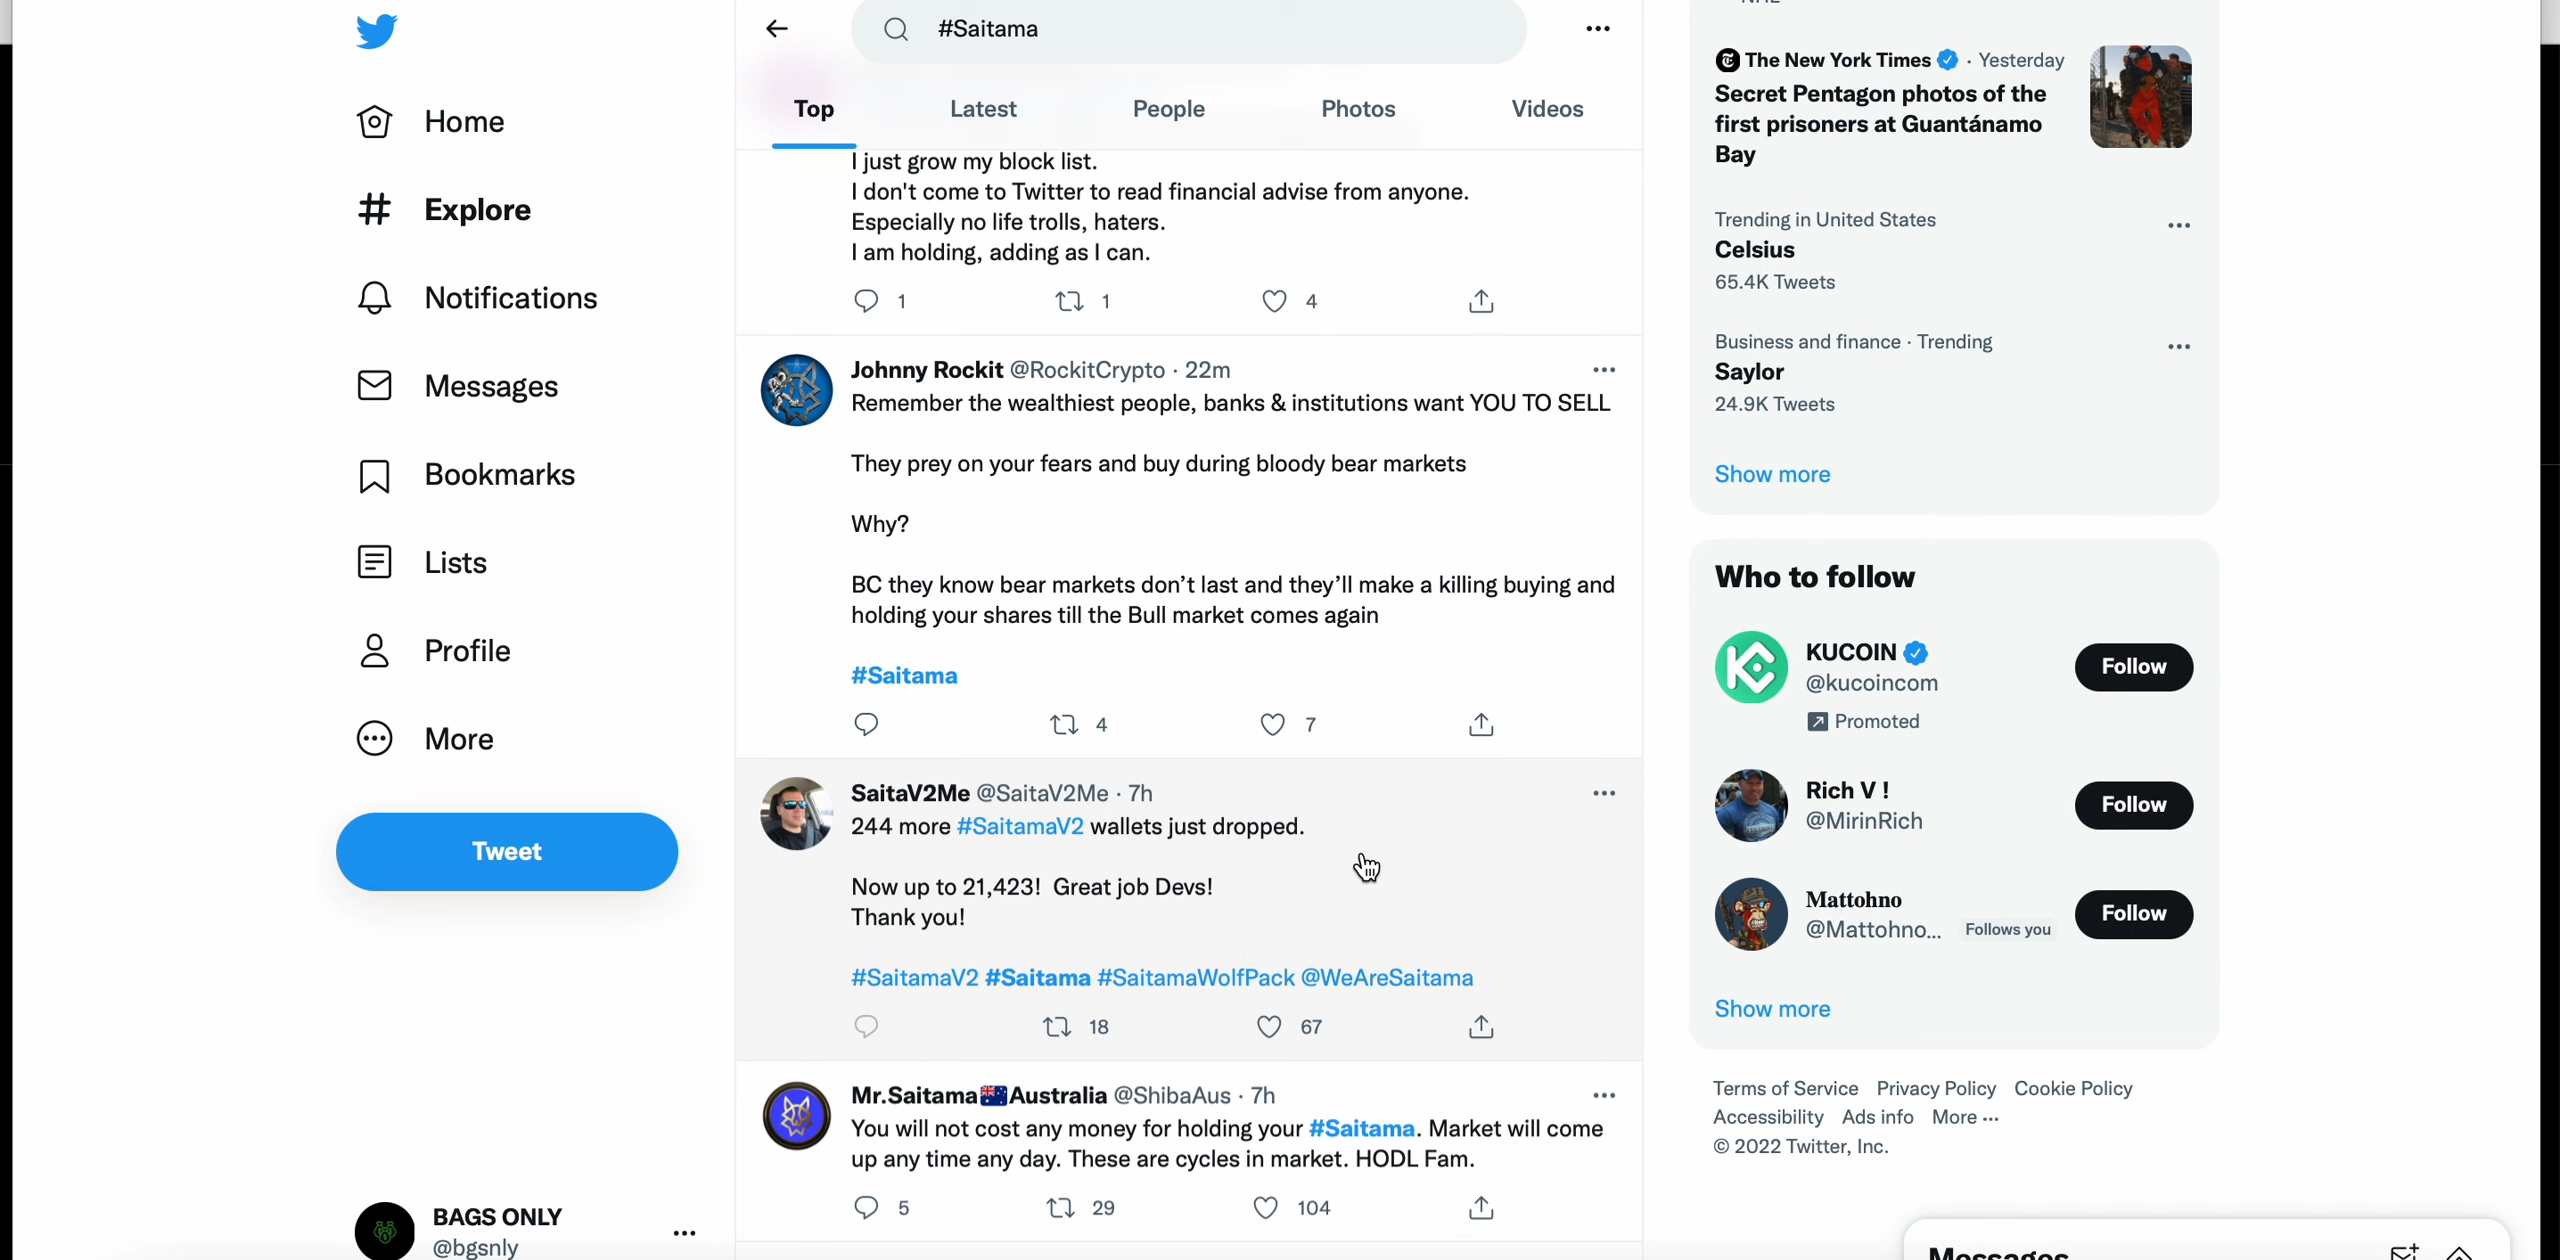 #Saitama
Top Latest People Photos Videos
Home
Explore
Notifications
Messages
Bookmarks
Lists
Profile
More
Tweet
BAGS ONLY
@bgsnly
I just grow my block list.
I don't come to Twitter to read financial advise from anyone.
Especially no life trolls, haters.
I am holding, adding as I can.
1 1 4
Johnny Rockit @RockitCrypto · 22m
Remember the wealthiest people, banks & institutions want YOU TO SELL
They prey on your fears and buy during bloody bear markets
Why?
BC they know bear markets don’t last and they’ll make a killing buying and
holding your shares till the Bull market comes again
#Saitama
4 7
SaitaV2Me @SaitaV2Me · 7h
244 more #SaitamaV2 wallets just dropped.
Now up to 21,423! Great job Devs!
Thank you!
#SaitamaV2 #Saitama #SaitamaWolfPack @WeAreSaitama
18 67
Mr.Saitama🇦🇺Australia @ShibaAus · 7h
You will not cost any money for holding your #Saitama. Market will come
up any time any day. These are cycles in market. HODL Fam.
5 29 104
The New York Times · Yesterday
Secret Pentagon photos of the
first prisoners at Guantánamo
Bay
Trending in United States
Celsius
65.4K Tweets
Business and finance · Trending
Saylor
24.9K Tweets
Show more
Who to follow
KUCOIN
@kucoincom
Promoted
Follow
Rich V !
@MirinRich
Follow
Mattohno
@Mattohno... Follows you
Follow
Show more
Terms of Service Privacy Policy Cookie Policy
Accessibility Ads info More ···
© 2022 Twitter, Inc.
Messages